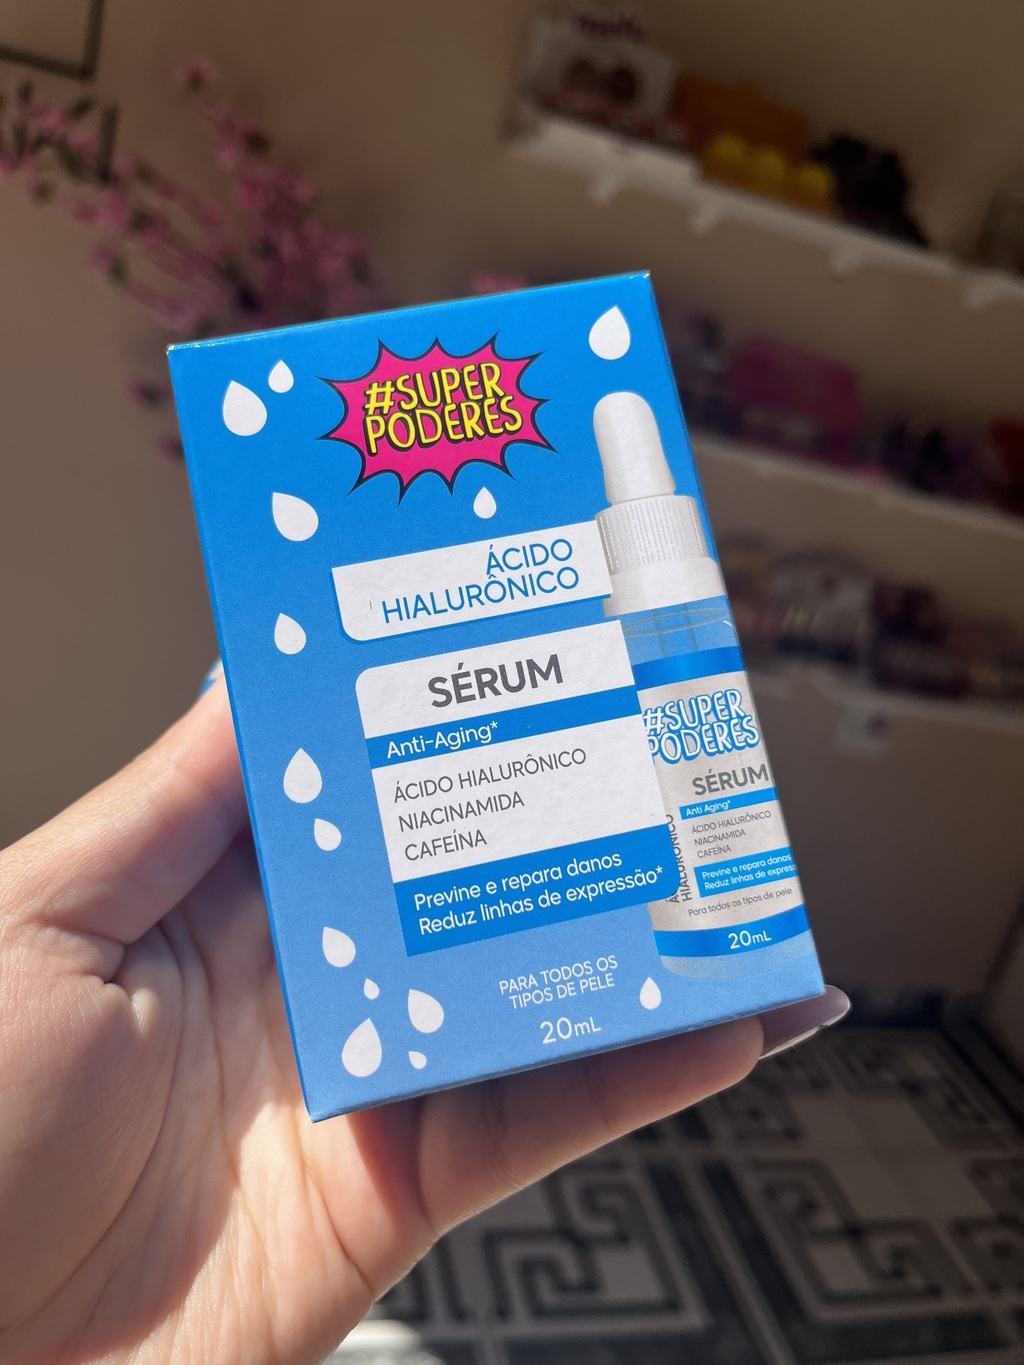 #SUPER
PODERES
ÁCIDO
HIALURÔNICO
SÉRUM
Anti-Aging*
ÁCIDO HIALURÔNICO
NIACINAMIDA
CAFEÍNA
Previne e repara danos
Reduz linhas de expressão*
PARA TODOS OS
TIPOS DE PELE
20mL
#SUPER
PODERES
SÉRUM
Anti Aging*
ÁCIDO HIALURÔNICO
NIACINAMIDA
CAFEÍNA
Previne e repara danos
Reduz linhas de express
Para todos os tipos de pele
20mL
HIALURÔNICO